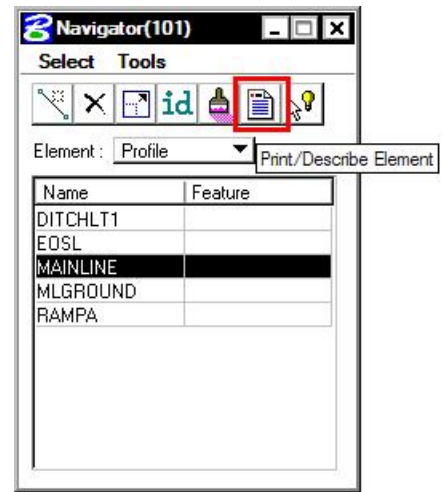 Navigator(101)
Select Tools
id
Element : Profile
Print/Describe Element
Name Feature
DITCHLT1
EOSL
MAINLINE
MLGROUND
RAMPA